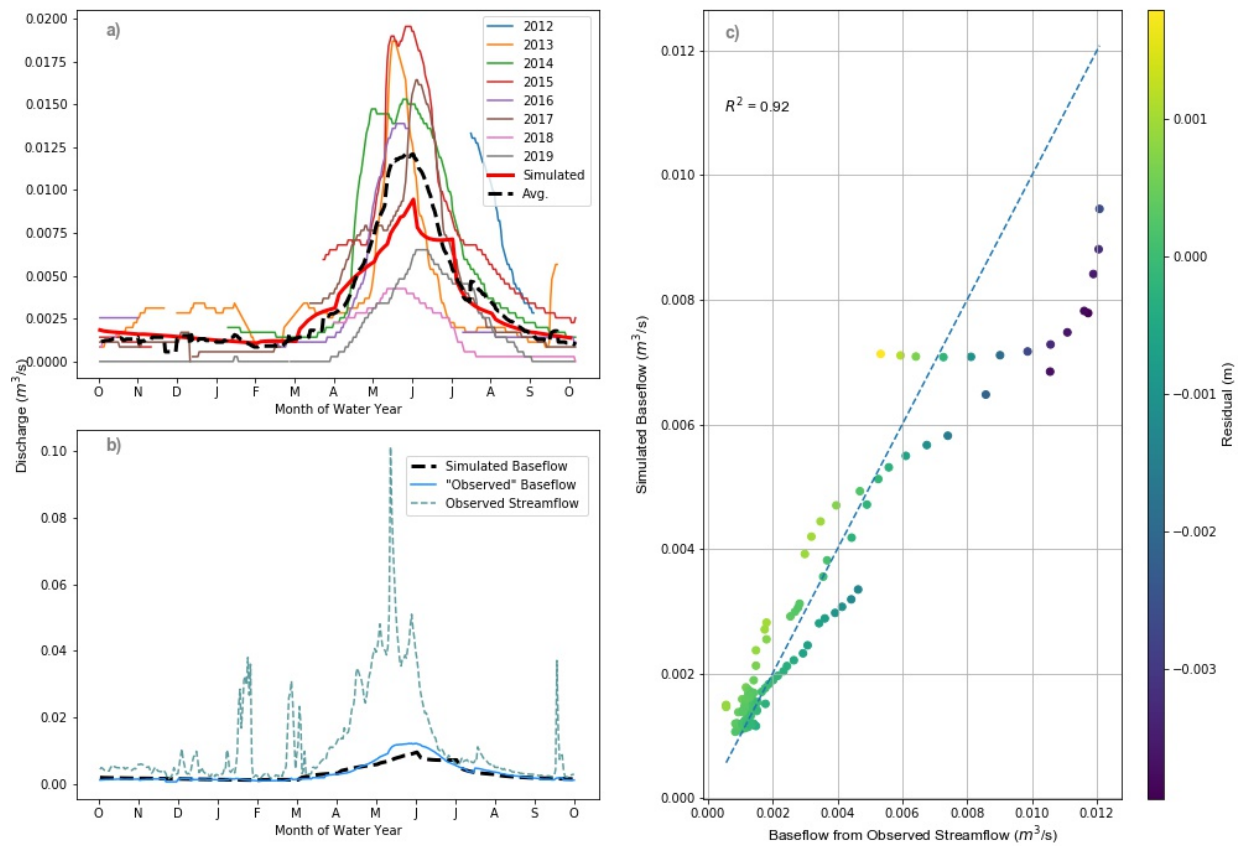 a)
0.0200
0.0175
0.0150
0.0125
0.0100
0.0075
0.0050
0.0025
0.0000
2012
2013
2014
2015
2016
2017
2018
2019
Simulated
Avg.
O N D J F M A M J J A S O
Month of Water Year
Discharge (m³/s)
b)
0.10
0.08
0.06
0.04
0.02
0.00
Simulated Baseflow
"Observed" Baseflow
Observed Streamflow
O N D J F M A M J J A S O
Month of Water Year
c)
R² = 0.92
0.012
0.010
0.008
0.006
0.004
0.002
0.000
Simulated Baseflow (m³/s)
0.000 0.002 0.004 0.006 0.008 0.010 0.012
Baseflow from Observed Streamflow (m³/s)
0.001
0.000
−0.001
−0.002
−0.003
Residual (m)